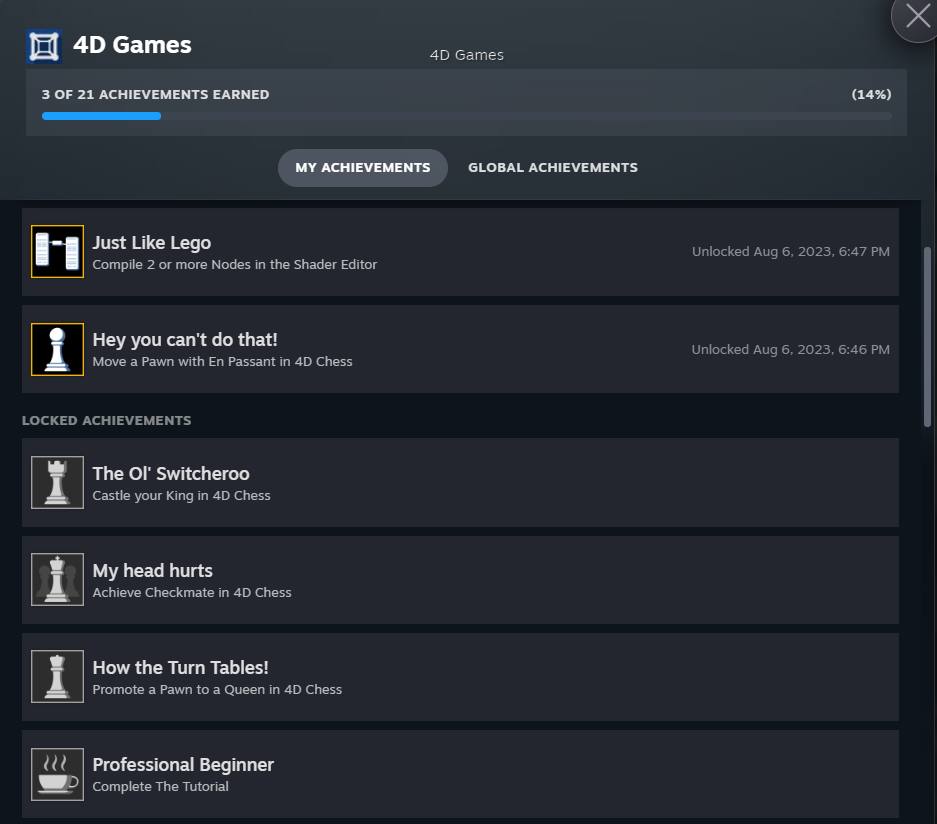 4D Games
4D Games
3 OF 21 ACHIEVEMENTS EARNED (14%)
MY ACHIEVEMENTS GLOBAL ACHIEVEMENTS
Just Like Lego
Compile 2 or more Nodes in the Shader Editor
Unlocked Aug 6, 2023, 6:47 PM
Hey you can't do that!
Move a Pawn with En Passant in 4D Chess
Unlocked Aug 6, 2023, 6:46 PM
LOCKED ACHIEVEMENTS
The Ol' Switcheroo
Castle your King in 4D Chess
My head hurts
Achieve Checkmate in 4D Chess
How the Turn Tables!
Promote a Pawn to a Queen in 4D Chess
Professional Beginner
Complete The Tutorial